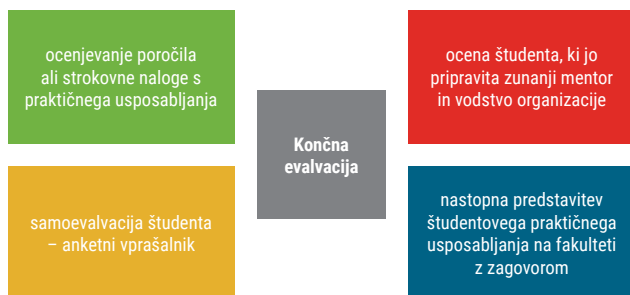 ocenjevanje poročila
ali strokovne naloge s
praktičnega usposabljanja
ocena študenta, ki jo
pripravita zunanji mentor
in vodstvo organizacije
Končna
evalvacija
samoevalvacija študenta
– anketni vprašalnik
nastopna predstavitev
študentovega praktičnega
usposabljanja na fakulteti
z zagovorom